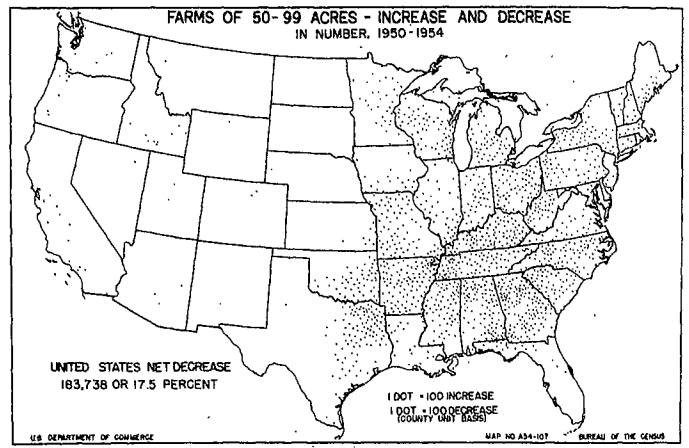 FARMS OF 50-99 ACRES - INCREASE AND DECREASE
IN NUMBER, 1950-1954
UNITED STATES NET DECREASE
183,738 OR 17.5 PERCENT
1 DOT = 100 INCREASE
1 DOT = 100 DECREASE
(COUNTY UNIT BASIS)
U.S. DEPARTMENT OF COMMERCE
MAP NO A54-107
BUREAU OF THE CENSUS